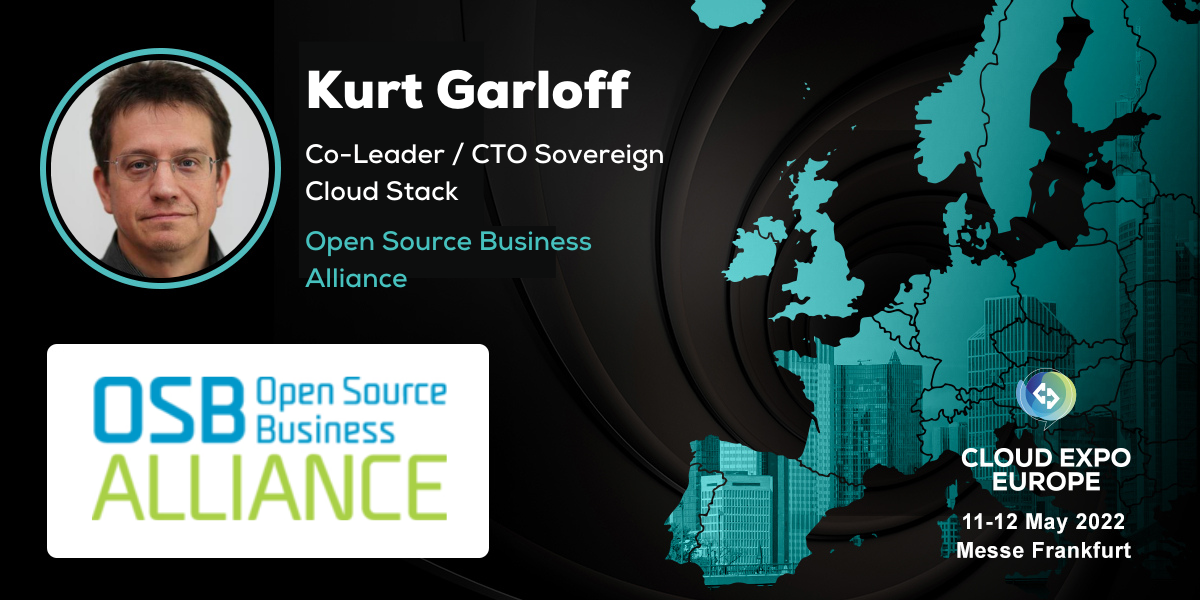 Kurt Garloff
Co-Leader / CTO Sovereign
Cloud Stack
Open Source Business
Alliance
OSB Open Source
Business
ALLIANCE
CLOUD EXPO
EUROPE
11-12 May 2022
Messe Frankfurt